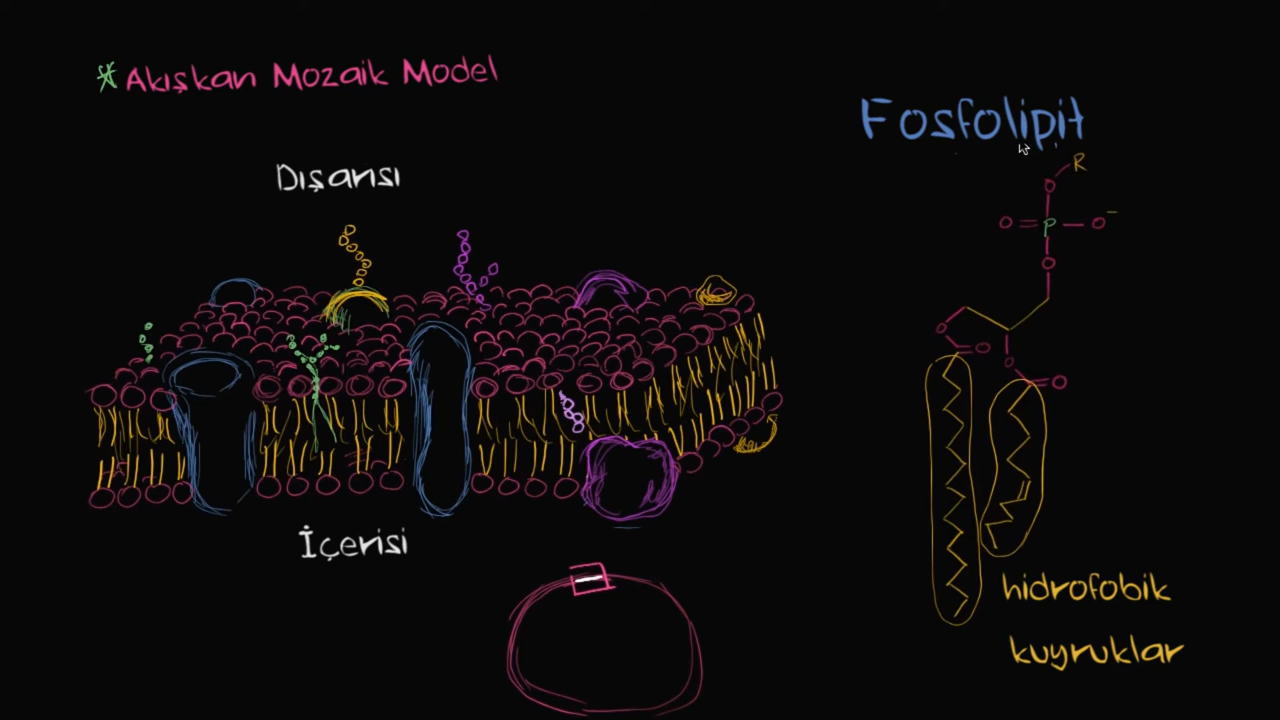 * Akışkan Mozaik Model
Fosfolipit
Dışarısı
R
O
O = P - O⁻
O
O
O
O
O
İçerisi
hidrofobik
kuyruklar